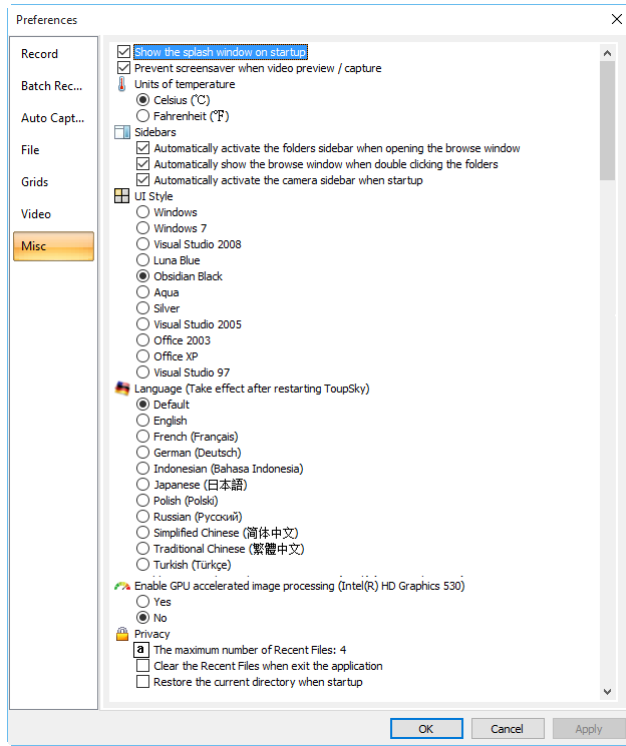 Preferences
Record
Batch Rec...
Auto Capt...
File
Grids
Video
Misc
Show the splash window on startup
Prevent screensaver when video preview / capture
Units of temperature
Celsius (℃)
Fahrenheit (℉)
Sidebars
Automatically activate the folders sidebar when opening the browse window
Automatically show the browse window when double clicking the folders
Automatically activate the camera sidebar when startup
UI Style
Windows
Windows 7
Visual Studio 2008
Luna Blue
Obsidian Black
Aqua
Silver
Visual Studio 2005
Office 2003
Office XP
Visual Studio 97
Language (Take effect after restarting ToupSky)
Default
English
French (Français)
German (Deutsch)
Indonesian (Bahasa Indonesia)
Japanese (日本語)
Polish (Polski)
Russian (Русский)
Simplified Chinese (简体中文)
Traditional Chinese (繁體中文)
Turkish (Türkçe)
Enable GPU accelerated image processing (Intel(R) HD Graphics 530)
Yes
No
Privacy
a The maximum number of Recent Files: 4
Clear the Recent Files when exit the application
Restore the current directory when startup
OK Cancel Apply